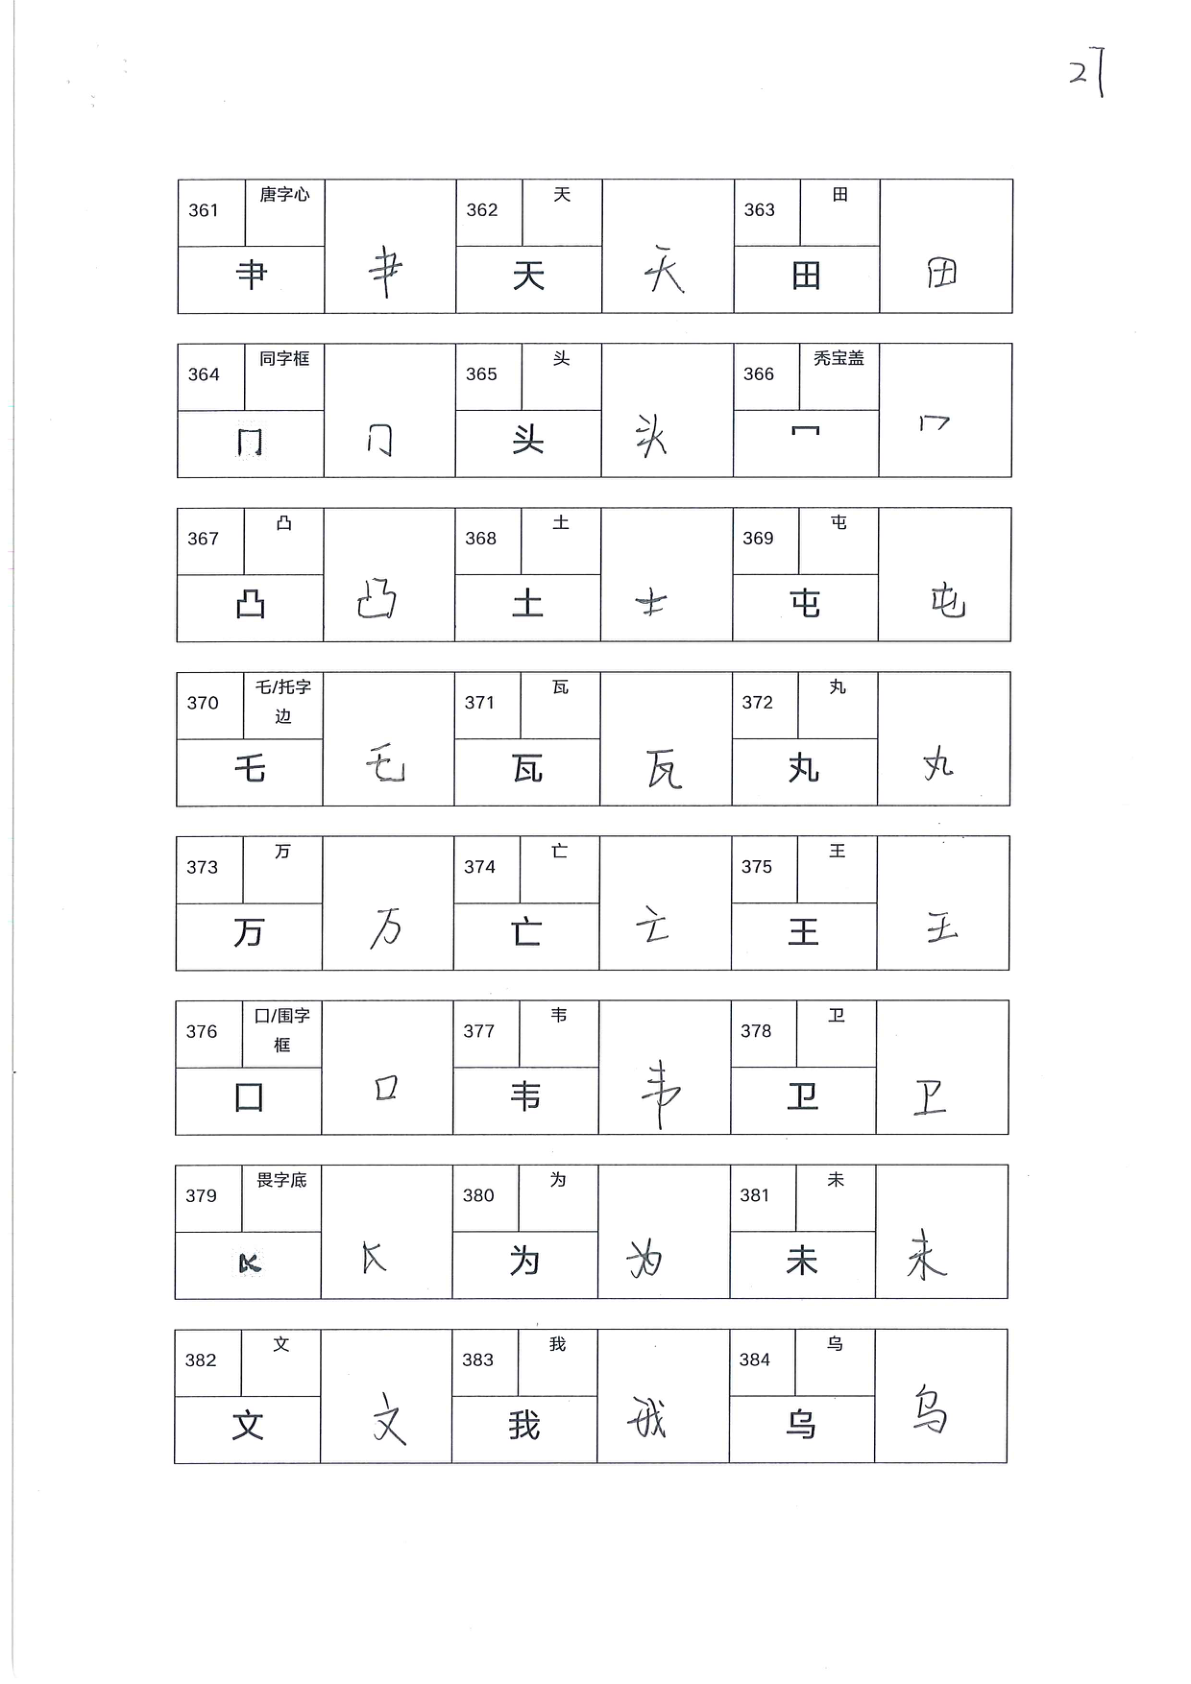 27
361 唐字心 362 天 363 田
肀 肀 天 天 田 田
364 同字框 365 头 366 秃宝盖
冂 冂 头 头 冖 冖
367 凸 368 土 369 屯
凸 凸 土 土 屯 屯
370 乇/托字边 371 瓦 372 丸
乇 乇 瓦 瓦 丸 丸
373 万 374 亡 375 王
万 万 亡 亡 王 王
376 囗/围字框 377 韦 378 卫
囗 囗 韦 韦 卫 卫
379 畏字底 380 为 381 未
为 为 未 未
382 文 383 我 384 乌
文 文 我 我 乌 乌